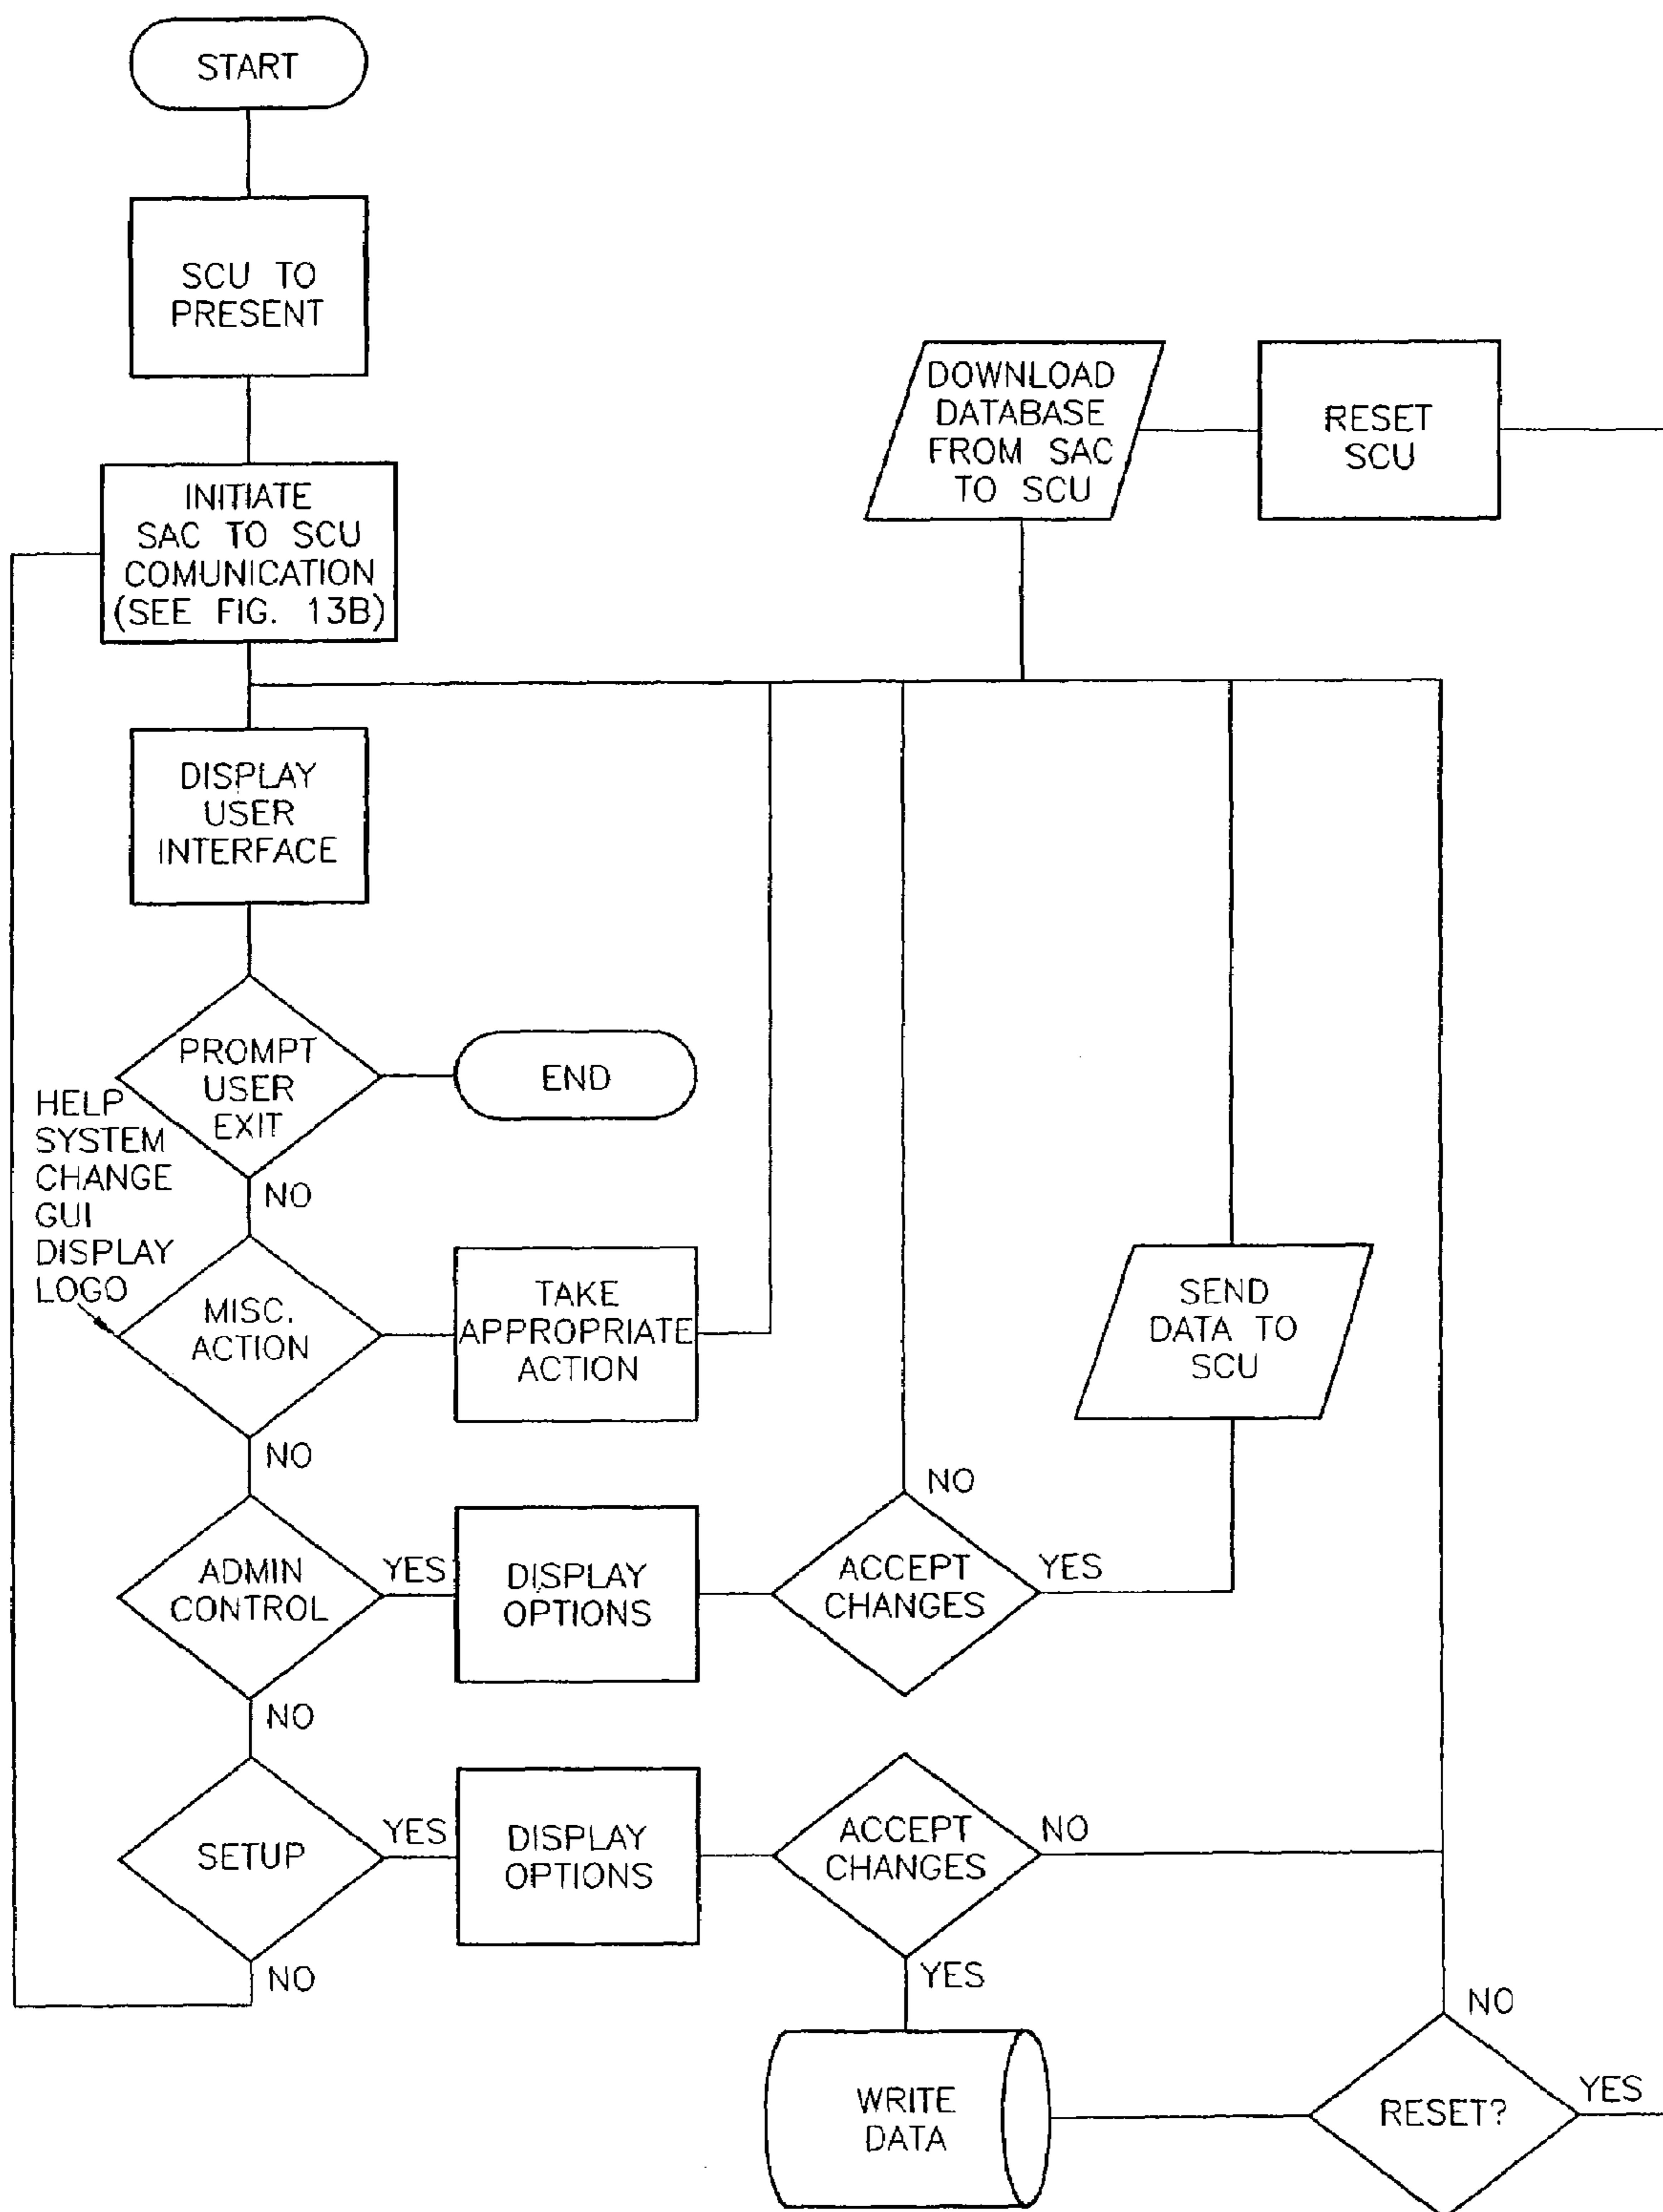 START
SCU TO
PRESENT
INITIATE
SAC TO SCU
COMUNICATION
(SEE FIG. 13B)
DOWNLOAD
DATABASE
FROM SAC
TO SCU
RESET
SCU
DISPLAY
USER
INTERFACE
PROMPT
USER
EXIT
END
NO
HELP
SYSTEM
CHANGE
GUI
DISPLAY
LOGO
MISC.
ACTION
TAKE
APPROPRIATE
ACTION
SEND
DATA TO
SCU
NO
ADMIN
CONTROL
YES
DISPLAY
OPTIONS
NO
ACCEPT
CHANGES
YES
NO
SETUP
YES
DISPLAY
OPTIONS
ACCEPT
CHANGES
NO
NO
YES
WRITE
DATA
NO
RESET?
YES